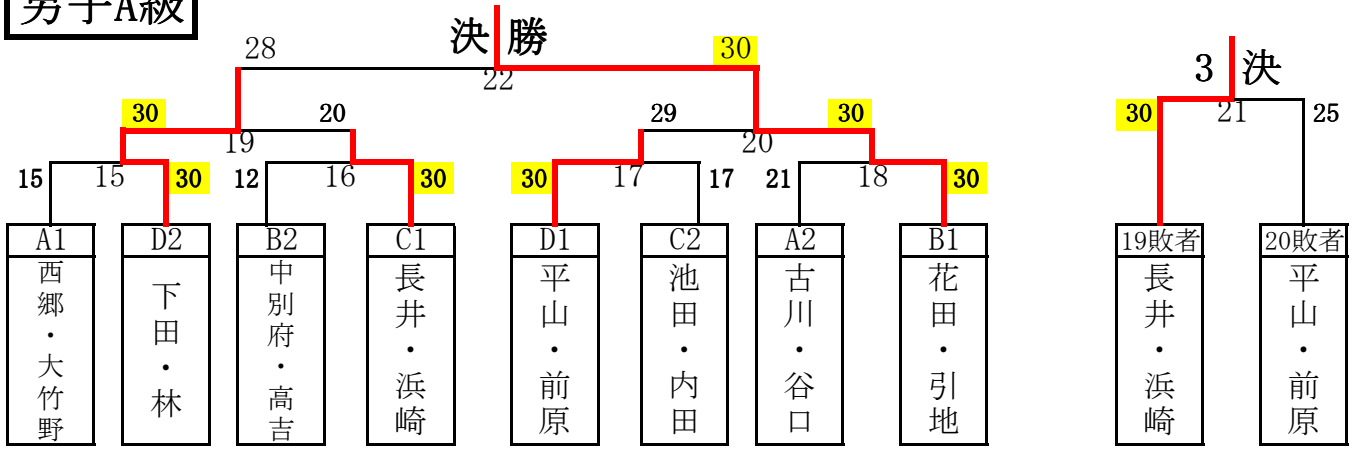 男子A級
決 勝
28
30
22
3 決
30
20
29
30
30
21
25
19
20
15
15
30
12
16
30
30
17
17
21
18
30
A1
D2
B2
C1
D1
C2
A2
B1
19敗者
20敗者
西郷・大竹野
下田・林
中別府・高吉
長井・浜崎
平山・前原
池田・内田
古川・谷口
花田・引地
長井・浜崎
平山・前原